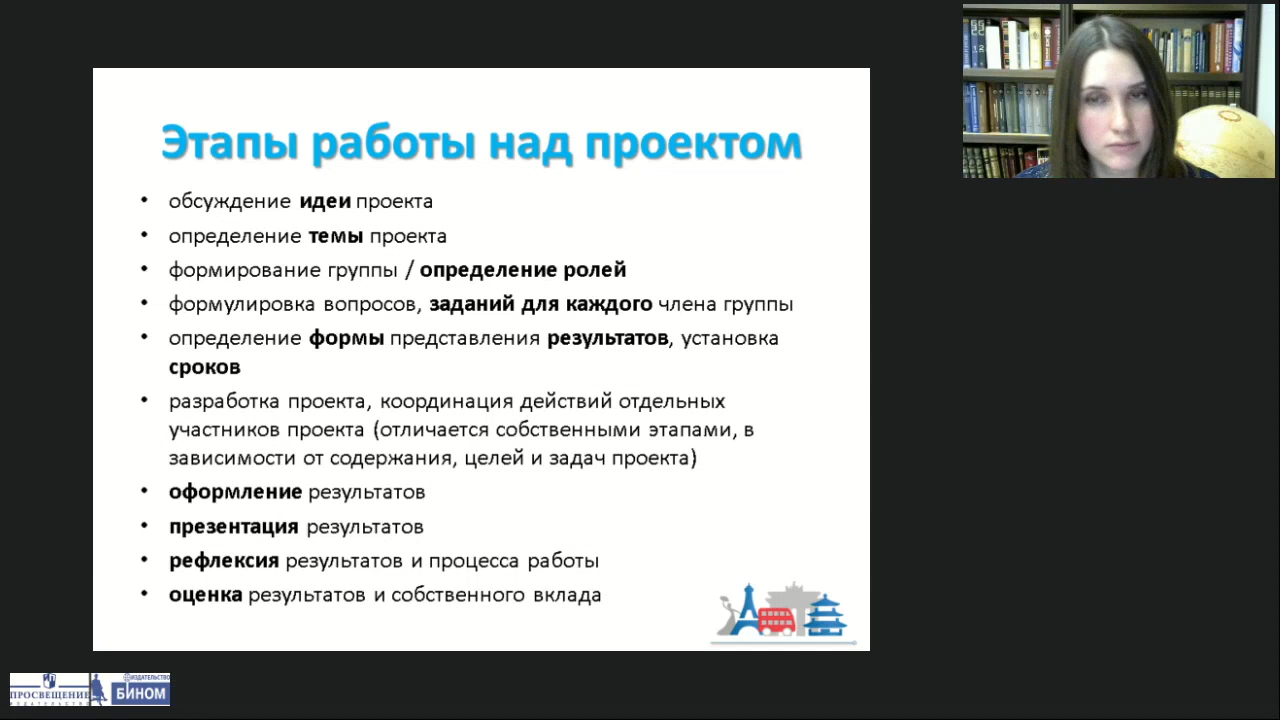 Этапы работы над проектом
• обсуждение идеи проекта
• определение темы проекта
• формирование группы / определение ролей
• формулировка вопросов, заданий для каждого члена группы
• определение формы представления результатов, установка
сроков
• разработка проекта, координация действий отдельных
участников проекта (отличается собственными этапами, в
зависимости от содержания, целей и задач проекта)
• оформление результатов
• презентация результатов
• рефлексия результатов и процесса работы
• оценка результатов и собственного вклада
ПРОСВЕЩЕНИЕ
ИЗДАТЕЛЬСТВО
ИЗДАТЕЛЬСТВО
БИНОМ